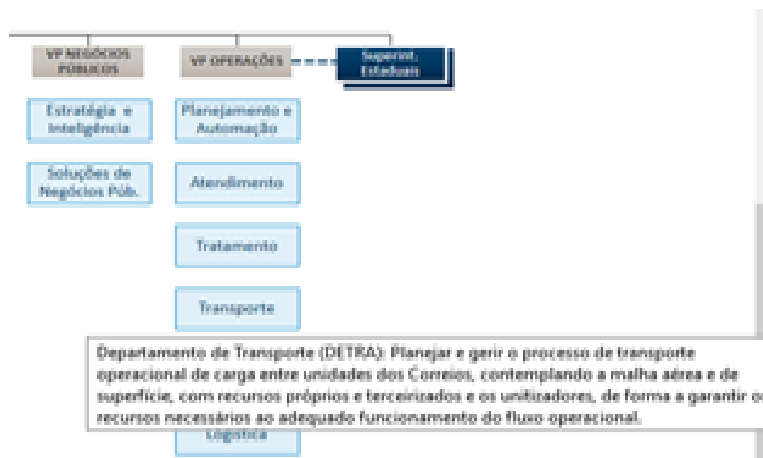 VP NEGÓCIOS
PÚBLICOS
VP OPERAÇÕES
Superint.
Estaduais
Estratégia e
Inteligência
Planejamento e
Automação
Soluções de
Negócios Púb.
Atendimento
Tratamento
Transporte
Departamento de Transporte (DETRA): Planejar e gerir o processo de transporte
operacional de carga entre unidades dos Correios, contemplando a malha aérea e de
superfície, com recursos próprios e terceirizados e os unitizadores, de forma a garantir os
recursos necessários ao adequado funcionamento do fluxo operacional.
Logística